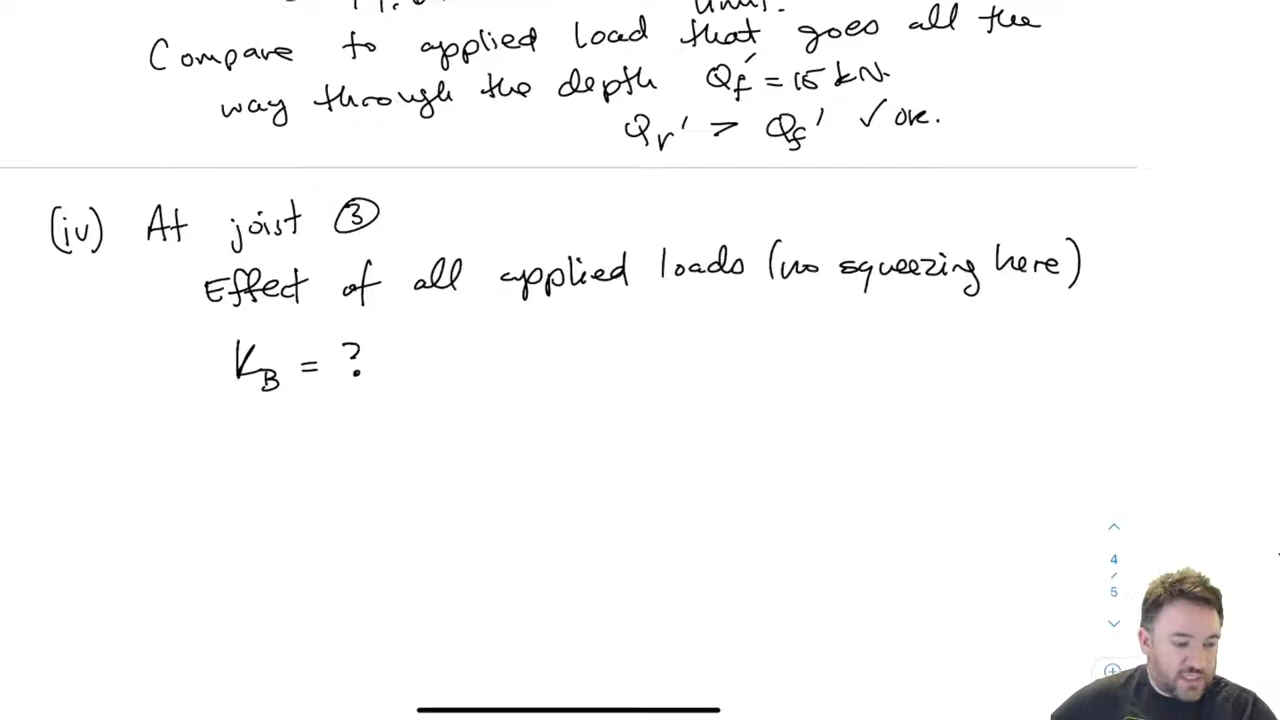 Compare to applied load that goes all the
way through the depth Qf' = 15 kN.
Qr' > Qf' ✓ ok.
(iv) At joist ③
Effect of all applied loads (no squeezing here)
KB = ?
4
/
5